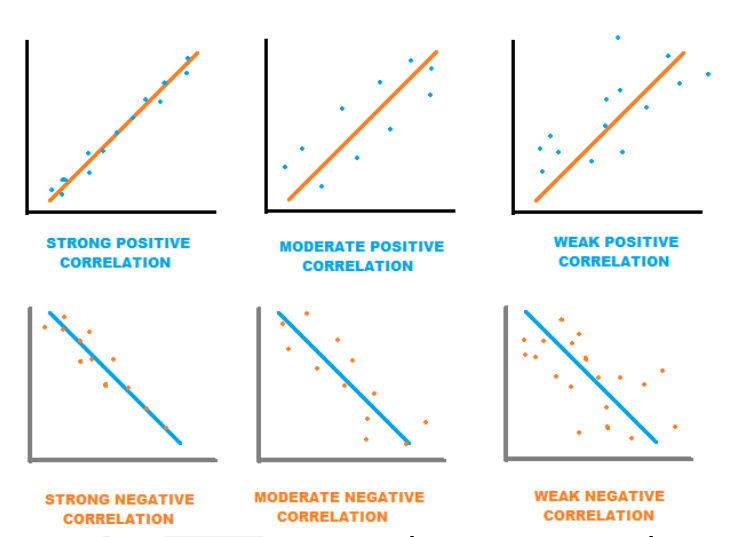 STRONG POSITIVE
CORRELATION
MODERATE POSITIVE
CORRELATION
WEAK POSITIVE
CORRELATION
STRONG NEGATIVE
CORRELATION
MODERATE NEGATIVE
CORRELATION
WEAK NEGATIVE
CORRELATION